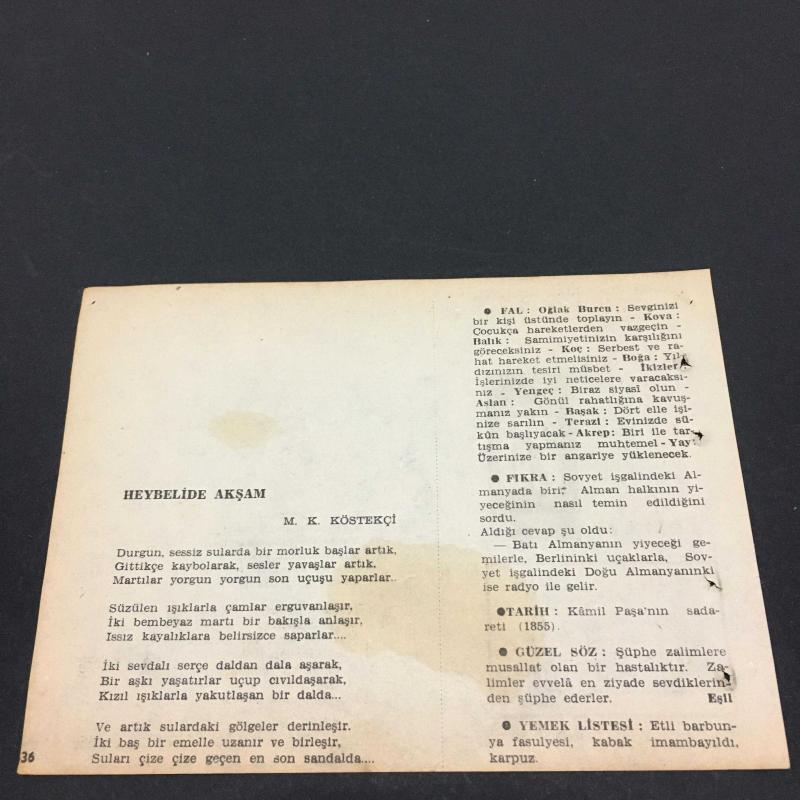 HEYBELİDE AKŞAM
M. K. KÖSTEKÇİ
Durgun, sessiz sularda bir morluk başlar artık,
Gittikçe kaybolarak, sesler yavaşlar artık,
Martılar yorgun yorgun son uçuşu yaparlar..
Süzülen ışıklarla çamlar erguvanlaşır,
İki bembeyaz martı bir bakışla anlaşır,
Issız kayalıklara belirsizce saparlar....
İki sevdalı serçe daldan dala aşarak,
Bir aşkı yaşatırlar uçup cıvıldaşarak,
Kızıl ışıklarla yakutlaşan bir dalda...
Ve artık sulardaki gölgeler derinleşir.
İki baş bir emelle uzanır ve birleşir,
Suları çize çize geçen en son sandalda....
36
● FAL : Oğlak Burcu : Sevginizi
bir kişi üstünde toplayın - Kova :
Çocukça hareketlerden vazgeçin -
Balık : Samimiyetinizin karşılığını
göreceksiniz - Koç : Serbest ve ra-
hat hareket etmelisiniz - Boğa : Yıl-
dızınızın tesiri müsbet - İkizler :
İşlerinizde iyi neticelere varacaksı-
nız - Yengeç : Biraz siyasî olun -
Aslan : Gönül rahatlığına kavuş-
manız yakın - Başak : Dört elle işi-
nize sarılın - Terazi : Evinizde sü-
kûn başlıyacak - Akrep: Biri ile tar-
tışma yapmanız muhtemel - Yay:
Üzerinize bir angariye yüklenecek.
● FIKRA : Sovyet işgalindeki Al-
manyada biri: Alman halkının yi-
yeceğinin nasıl temin edildiğini
sordu.
Aldığı cevap şu oldu:
— Batı Almanyanın yiyeceği ge-
milerle, Berlininki uçaklarla, Sov-
yet işgalindeki Doğu Almanyanınki
ise radyo ile gelir.
●TARİH : Kâmil Paşa'nın sada-
reti (1855).
● GÜZEL SÖZ : Şüphe zalimlere
musallat olan bir hastalıktır. Za-
limler evvelâ en ziyade sevdiklerin-
den şüphe ederler. Eşil
● YEMEK LİSTESİ : Etli barbun-
ya fasulyesi, kabak imambayıldı,
karpuz.